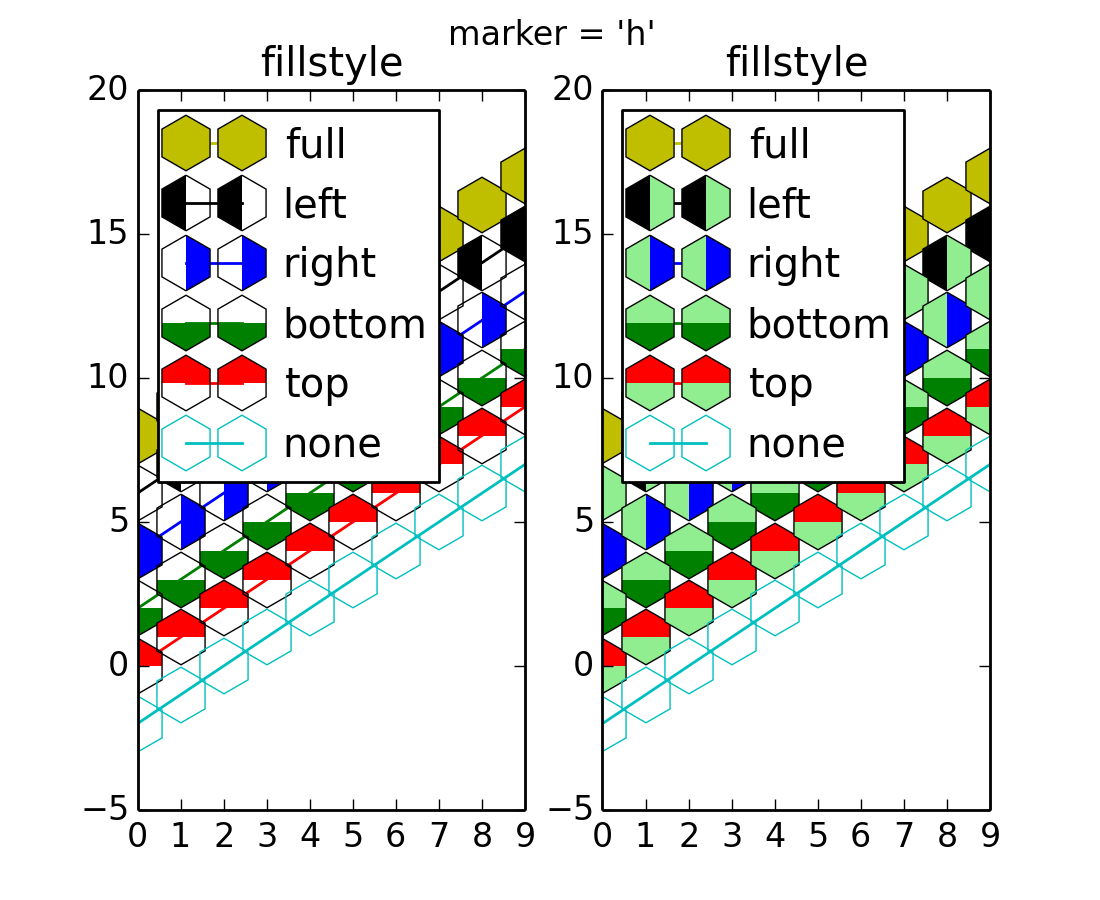 marker = 'h'
fillstyle
20
15
10
5
0
−5
0 1 2 3 4 5 6 7 8 9
full
left
right
bottom
top
none
fillstyle
20
15
10
5
0
−5
0 1 2 3 4 5 6 7 8 9
full
left
right
bottom
top
none